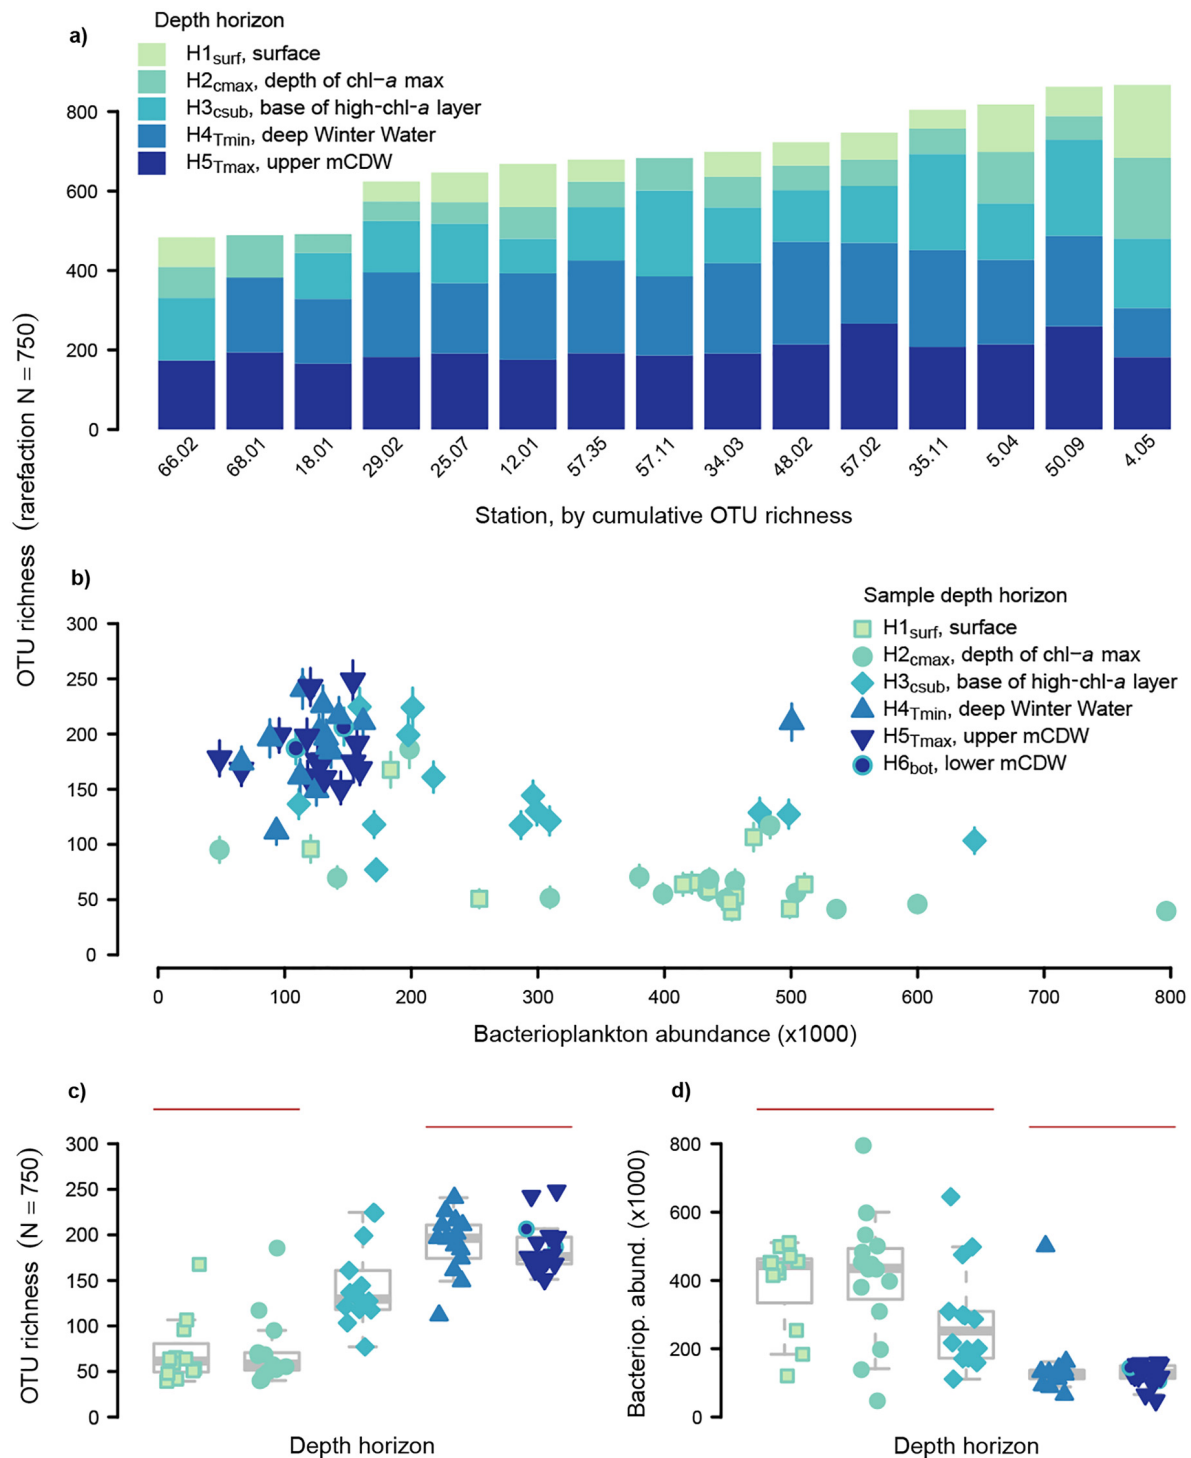 a)
Depth horizon
H1surf, surface
H2cmax, depth of chl−a max
H3csub, base of high-chl-a layer
H4Tmin, deep Winter Water
H5Tmax, upper mCDW
800
600
400
200
0
66.02 68.01 18.01 29.02 25.07 12.01 57.35 57.11 34.03 48.02 57.02 35.11 5.04 50.09 4.05
Station, by cumulative OTU richness
OTU richness (rarefaction N = 750)
b)
Sample depth horizon
H1surf, surface
H2cmax, depth of chl−a max
H3csub, base of high-chl-a layer
H4Tmin, deep Winter Water
H5Tmax, upper mCDW
H6bot, lower mCDW
300
250
200
150
100
50
0
0 100 200 300 400 500 600 700 800
Bacterioplankton abundance (x1000)
c)
OTU richness (N = 750)
300
250
200
150
100
50
0
Depth horizon
d)
Bacteriop. abund. (x1000)
800
600
400
200
0
Depth horizon